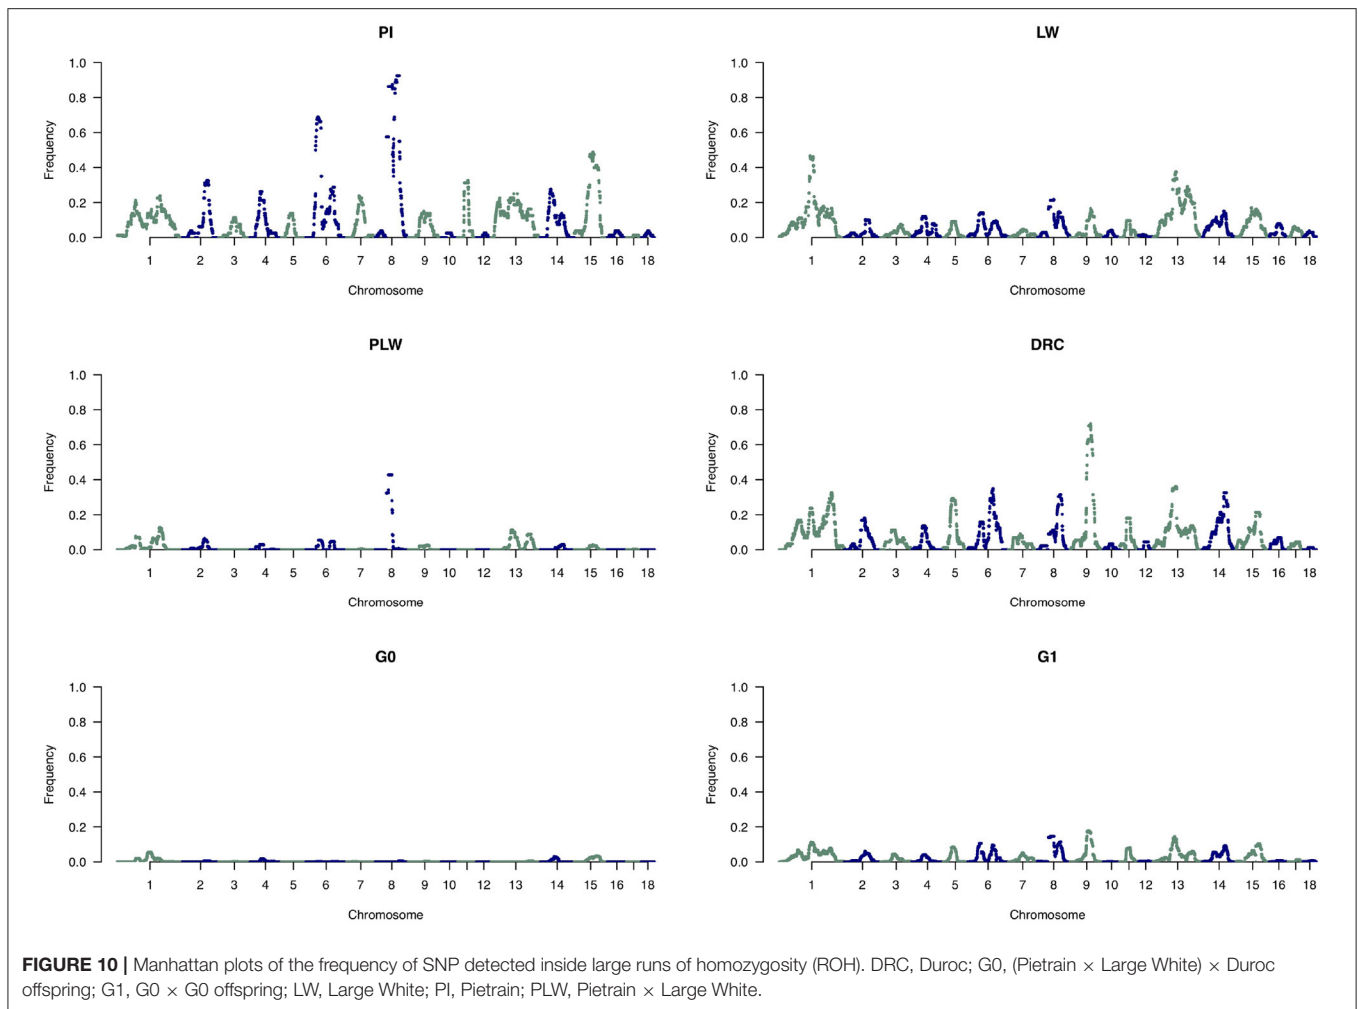 PI
1.0
0.8
0.6
0.4
0.2
0.0
Frequency
1 2 3 4 5 6 7 8 9 10 12 13 14 15 16 18
Chromosome
LW
1.0
0.8
0.6
0.4
0.2
0.0
Frequency
1 2 3 4 5 6 7 8 9 10 12 13 14 15 16 18
Chromosome
PLW
1.0
0.8
0.6
0.4
0.2
0.0
Frequency
1 2 3 4 5 6 7 8 9 10 12 13 14 15 16 18
Chromosome
DRC
1.0
0.8
0.6
0.4
0.2
0.0
Frequency
1 2 3 4 5 6 7 8 9 10 12 13 14 15 16 18
Chromosome
G0
1.0
0.8
0.6
0.4
0.2
0.0
Frequency
1 2 3 4 5 6 7 8 9 10 12 13 14 15 16 18
Chromosome
G1
1.0
0.8
0.6
0.4
0.2
0.0
Frequency
1 2 3 4 5 6 7 8 9 10 12 13 14 15 16 18
Chromosome
FIGURE 10 | Manhattan plots of the frequency of SNP detected inside large runs of homozygosity (ROH). DRC, Duroc; G0, (Pietrain × Large White) × Duroc
offspring; G1, G0 × G0 offspring; LW, Large White; PI, Pietrain; PLW, Pietrain × Large White.